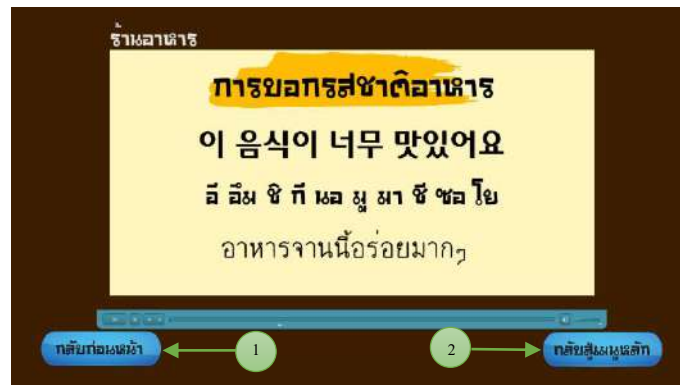 ร้านอาหาร
การบอกรสชาติอาหาร
이 음식이 너무 맛있어요
อี อึม ชิ กี นอ มู มา ชี ซอ โย
อาหารจานนี้อร่อยมากๆ
กลับก่อนหน้า
1
2
กลับสู่เมนูหลัก